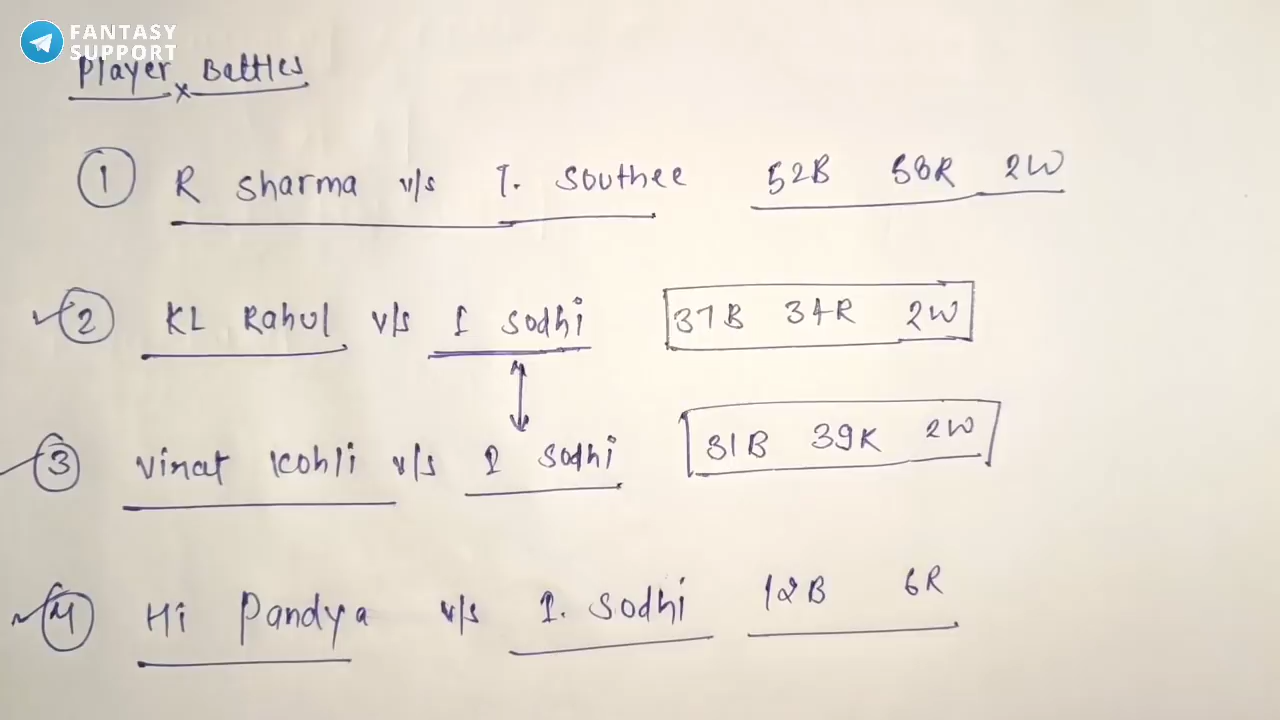 FANTASY
SUPPORT
Player x Battles
1 R Sharma v/s T. Southee 52B 58R 2W
2 KL Rahul v/s I Sodhi 37B 34R 2W
3 Virat Kohli v/s I Sodhi 31B 39R 2W
4 Hi Pandya v/s I. Sodhi 12B 6R